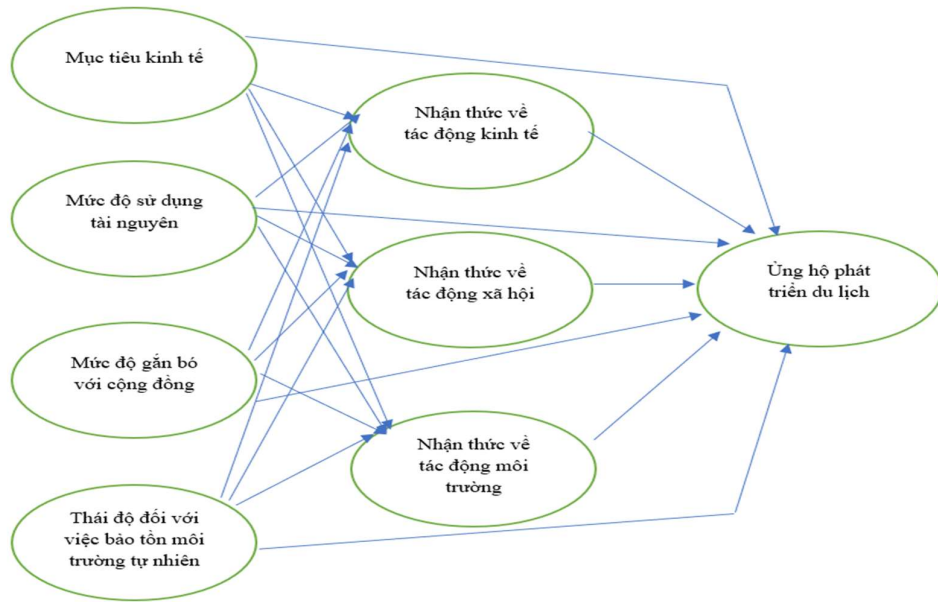 Mục tiêu kinh tế
Nhận thức về
tác động kinh tế
Mức độ sử dụng
tài nguyên
Nhận thức về
tác động xã hội
Ủng hộ phát
triển du lịch
Mức độ gắn bó
với cộng đồng
Nhận thức về
tác động môi
trường
Thái độ đối với
việc bảo tồn môi
trường tự nhiên